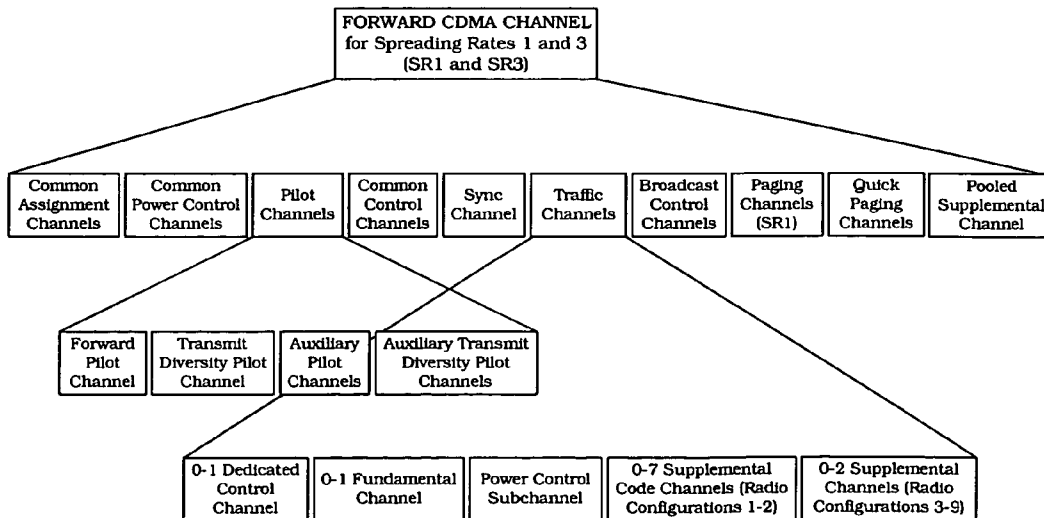 FORWARD CDMA CHANNEL
for Spreading Rates 1 and 3
(SR1 and SR3)
Common
Assignment
Channels
Common
Power Control
Channels
Pilot
Channels
Common
Control
Channels
Sync
Channel
Traffic
Channels
Broadcast
Control
Channels
Paging
Channels
(SR1)
Quick
Paging
Channels
Pooled
Supplemental
Channel
Forward
Pilot
Channel
Transmit
Diversity Pilot
Channel
Auxiliary
Pilot
Channels
Auxiliary Transmit
Diversity Pilot
Channels
0-1 Dedicated
Control
Channel
0-1 Fundamental
Channel
Power Control
Subchannel
0-7 Supplemental
Code Channels (Radio
Configurations 1-2)
0-2 Supplemental
Channels (Radio
Configurations 3-9)